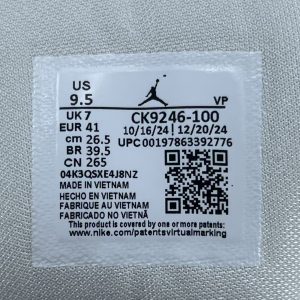 US
9.5
VP
UK 7
EUR 41
cm 26.5
BR 39.5
CN 265
CK9246-100
10/16/24 | 12/20/24
UPC00197863392776
04K3QSXE4J8NZ
MADE IN VIETNAM
HECHO EN VIETNAM
FABRIQUE AU VIETNAM
FABRICADO NO VIETNÃ
This product is covered by one or more patents:
www.nike.com/patentsvirtualmarking